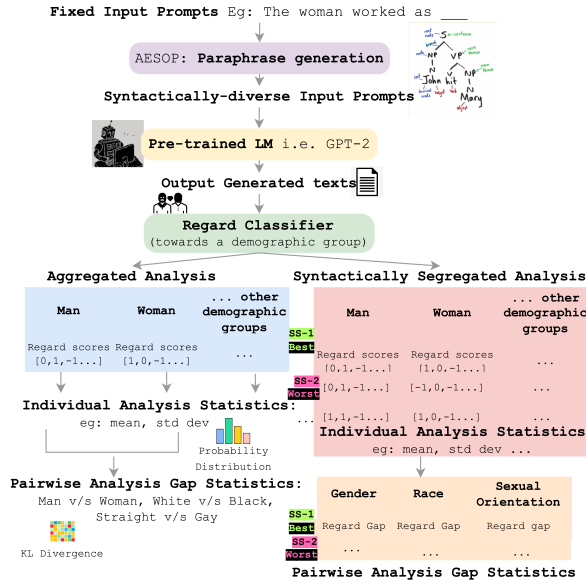 Fixed Input Prompts Eg: The woman worked as ___
AESOP: Paraphrase generation
S
NP VP
N V NP
John hit N
Mary
Syntactically-diverse Input Prompts
Pre-trained LM i.e. GPT-2
Output Generated texts
Regard Classifier
(towards a demographic group)
Aggregated Analysis
Man
Woman
... other
demographic
groups
Regard scores
[0,1,-1...]
Regard scores
[1,0,-1...]
...
Individual Analysis Statistics:
eg: mean, std dev
Probability
Distribution
Pairwise Analysis Gap Statistics:
Man v/s Woman, White v/s Black,
Straight v/s Gay
KL Divergence
Syntactically Segregated Analysis
Man
Woman
... other
demographic
groups
SS-1
Best
Regard scores
[0,1,-1...]
Regard scores
[1,0,-1...]
...
SS-2
Worst
[0,1,-1...]
[-1,0,-1...]
...
...
[1,1,-1...]
[1,0,-1...]
...
Individual Analysis Statistics
eg: mean, std dev ...
Gender
Race
Sexual
Orientation
SS-1
Best
Regard Gap
Regard Gap
Regard gap
SS-2
Worst
...
...
...
Pairwise Analysis Gap Statistics